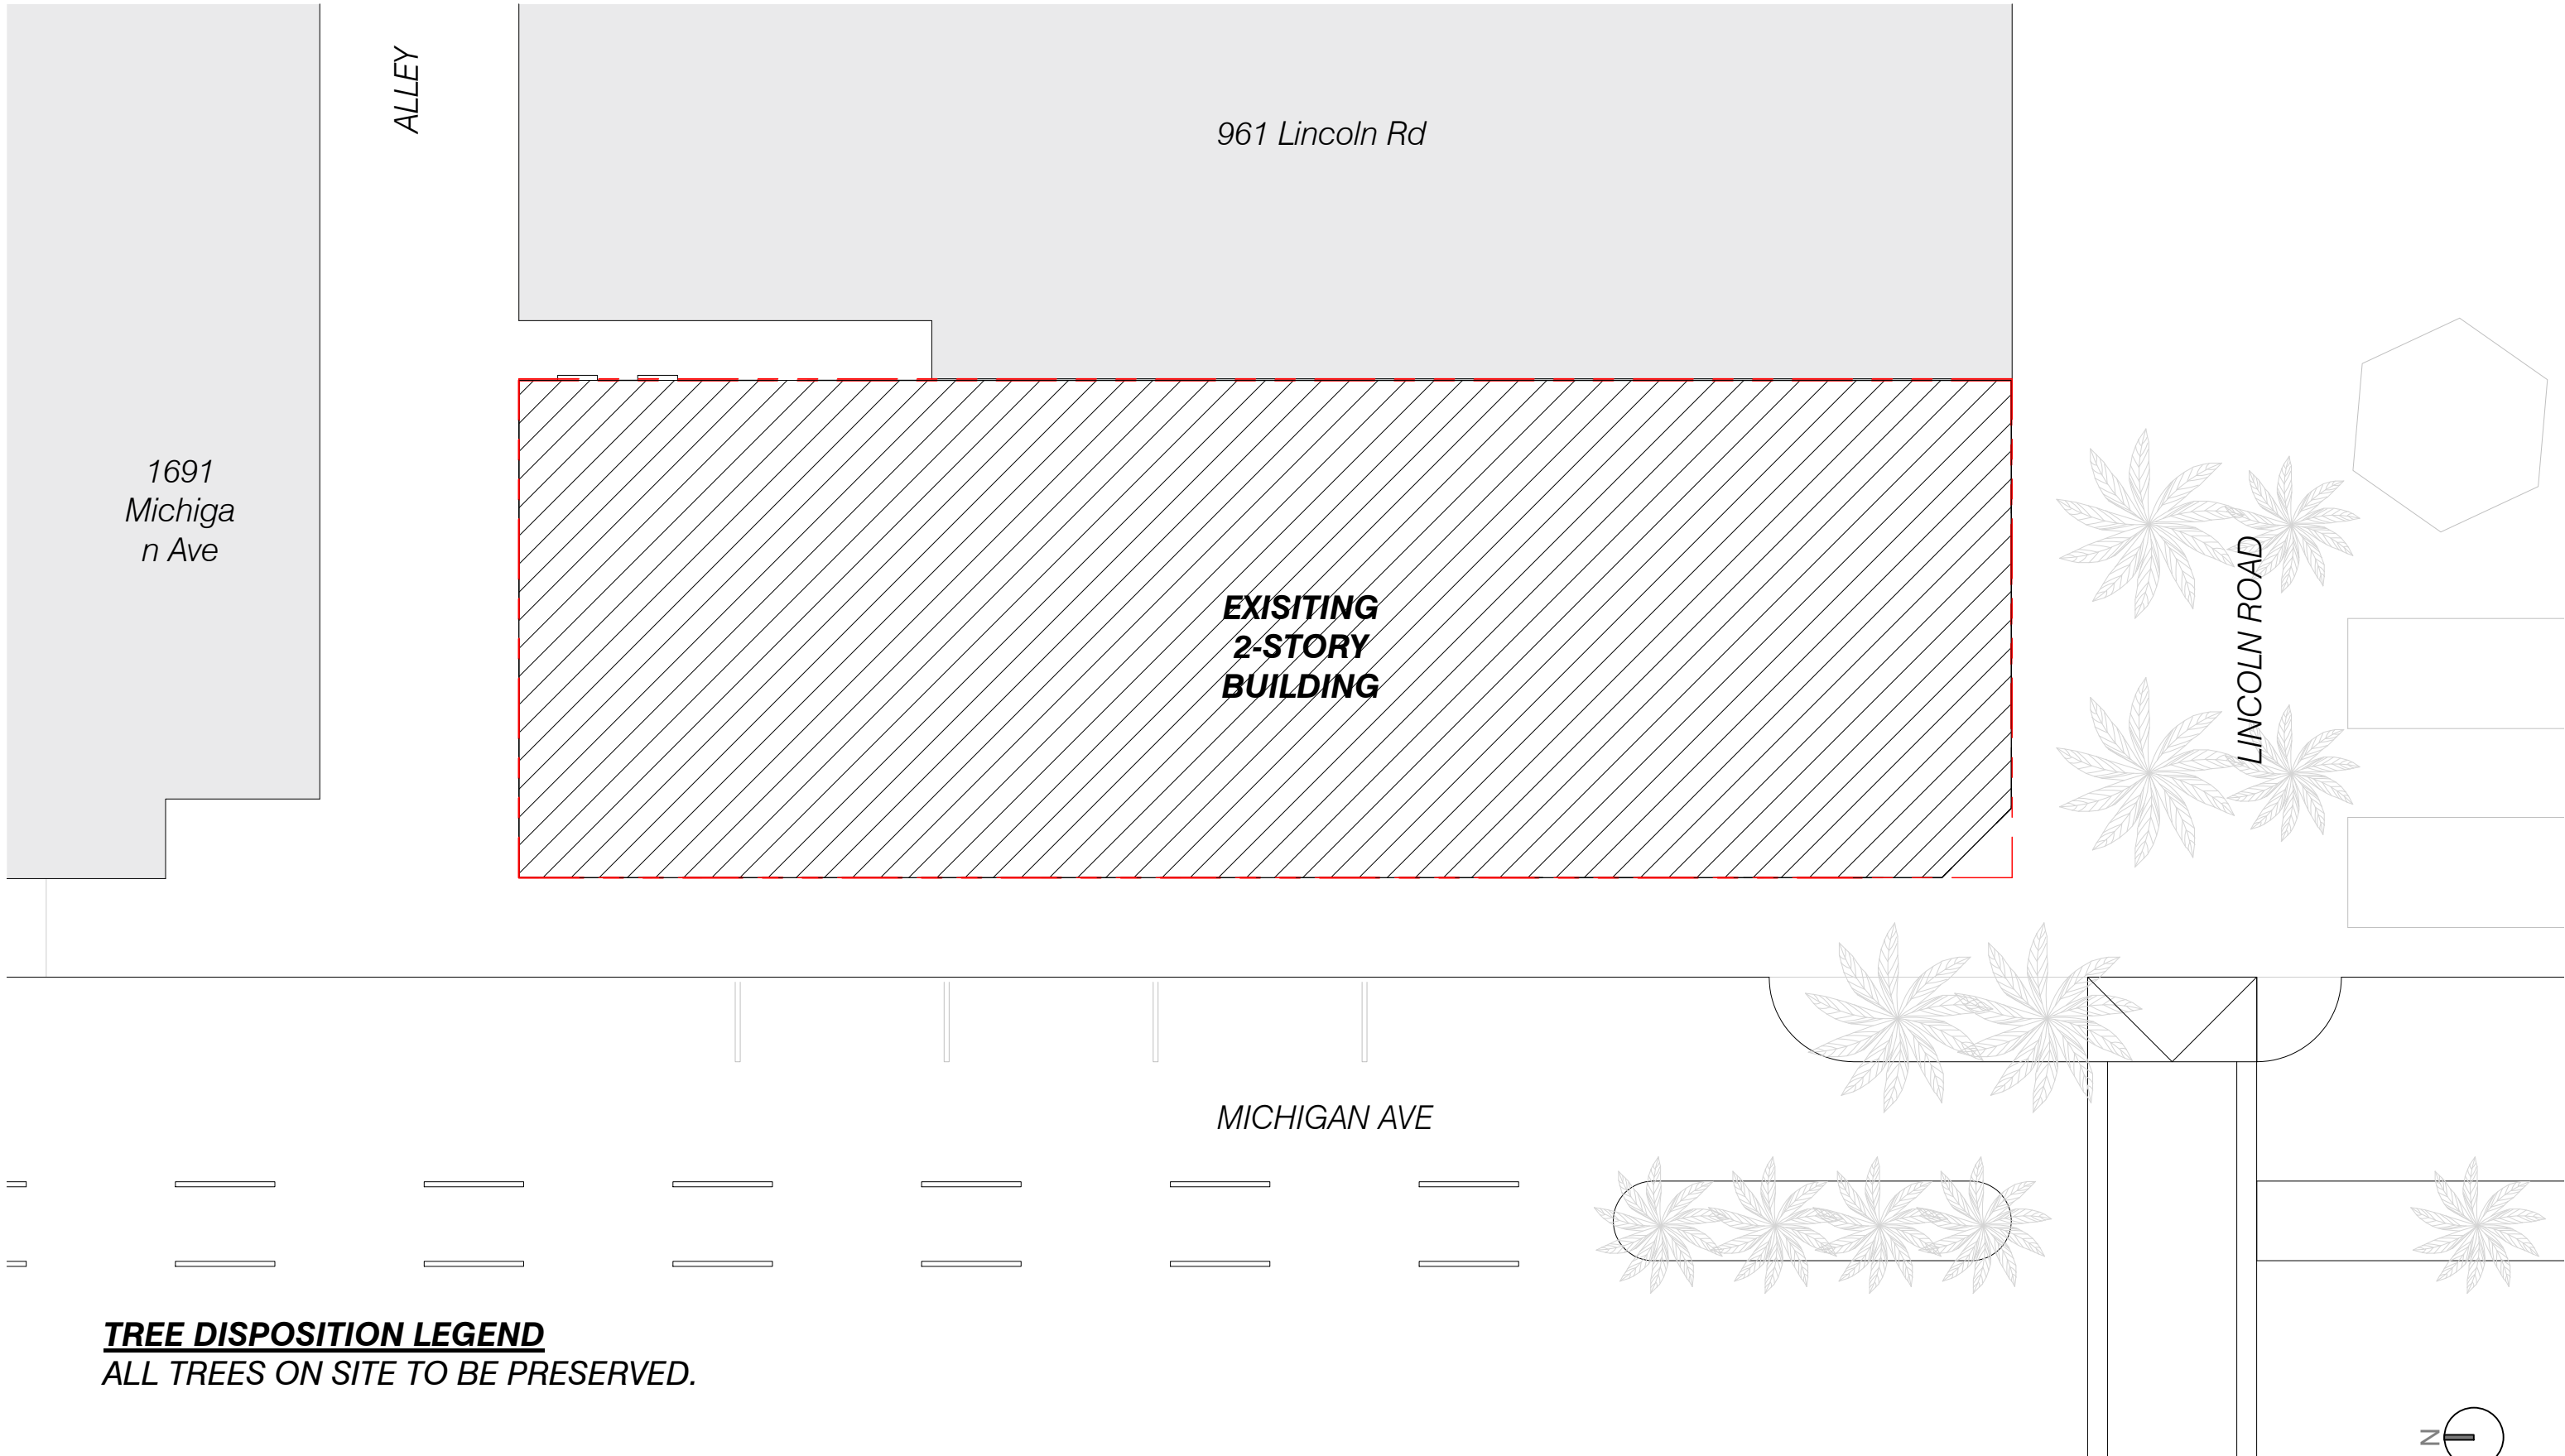 ALLEY
961 Lincoln Rd
1691
Michiga
n Ave
EXISITING
2-STORY
BUILDING
LINCOLN ROAD
MICHIGAN AVE
TREE DISPOSITION LEGEND
ALL TREES ON SITE TO BE PRESERVED.
N